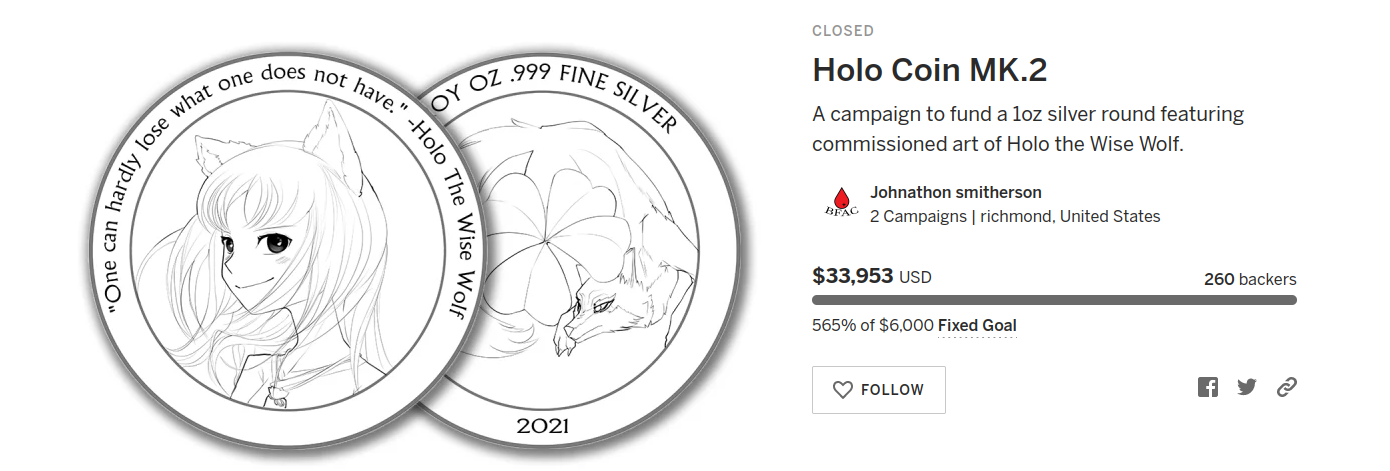 "One can hardly lose what one does not have." -Holo The Wise Wolf
OY OZ .999 FINE SILVER
2021
CLOSED
Holo Coin MK.2
A campaign to fund a 1oz silver round featuring
commissioned art of Holo the Wise Wolf.
BFAC
Johnathon smitherson
2 Campaigns | richmond, United States
$33,953 USD
260 backers
565% of $6,000 Fixed Goal
FOLLOW